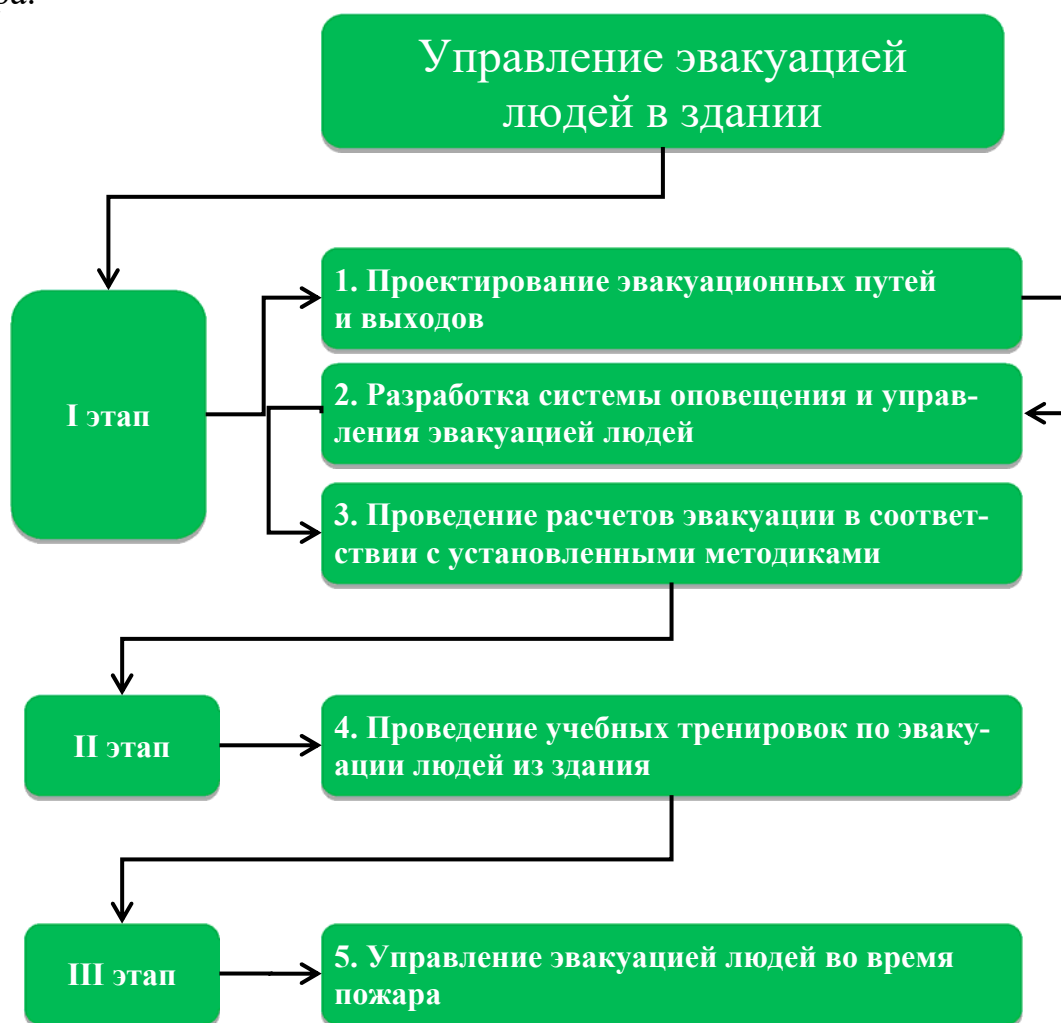 Управление эвакуацией
людей в здании
1. Проектирование эвакуационных путей
и выходов
I этап
2. Разработка системы оповещения и управ-
ления эвакуацией людей
3. Проведение расчетов эвакуации в соответ-
ствии с установленными методиками
II этап
4. Проведение учебных тренировок по эваку-
ации людей из здания
III этап
5. Управление эвакуацией людей во время
пожара